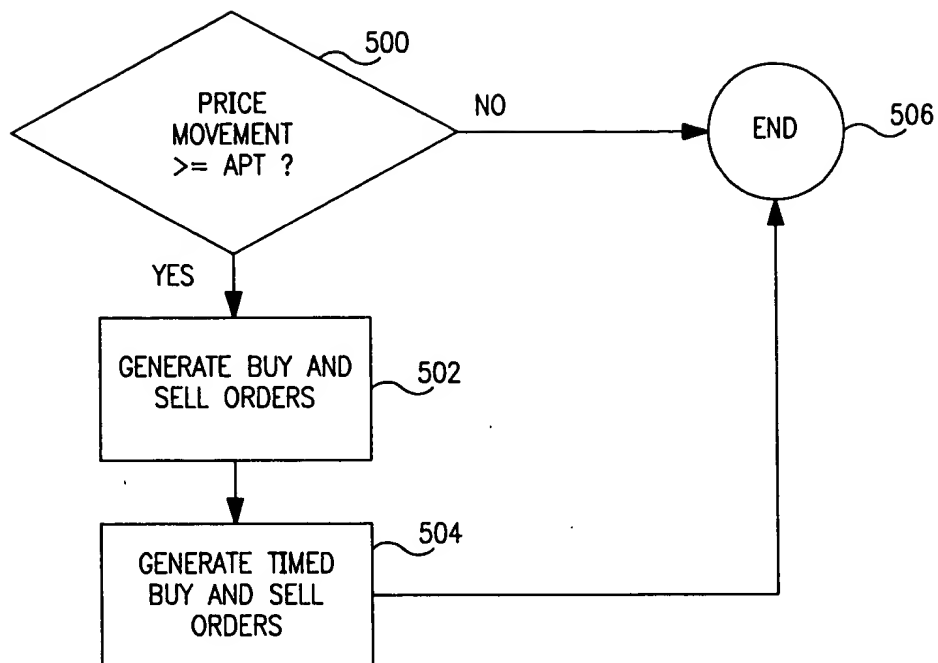 500
PRICE
MOVEMENT
>= APT ?
NO
END
506
YES
GENERATE BUY AND
SELL ORDERS
502
504
GENERATE TIMED
BUY AND SELL
ORDERS